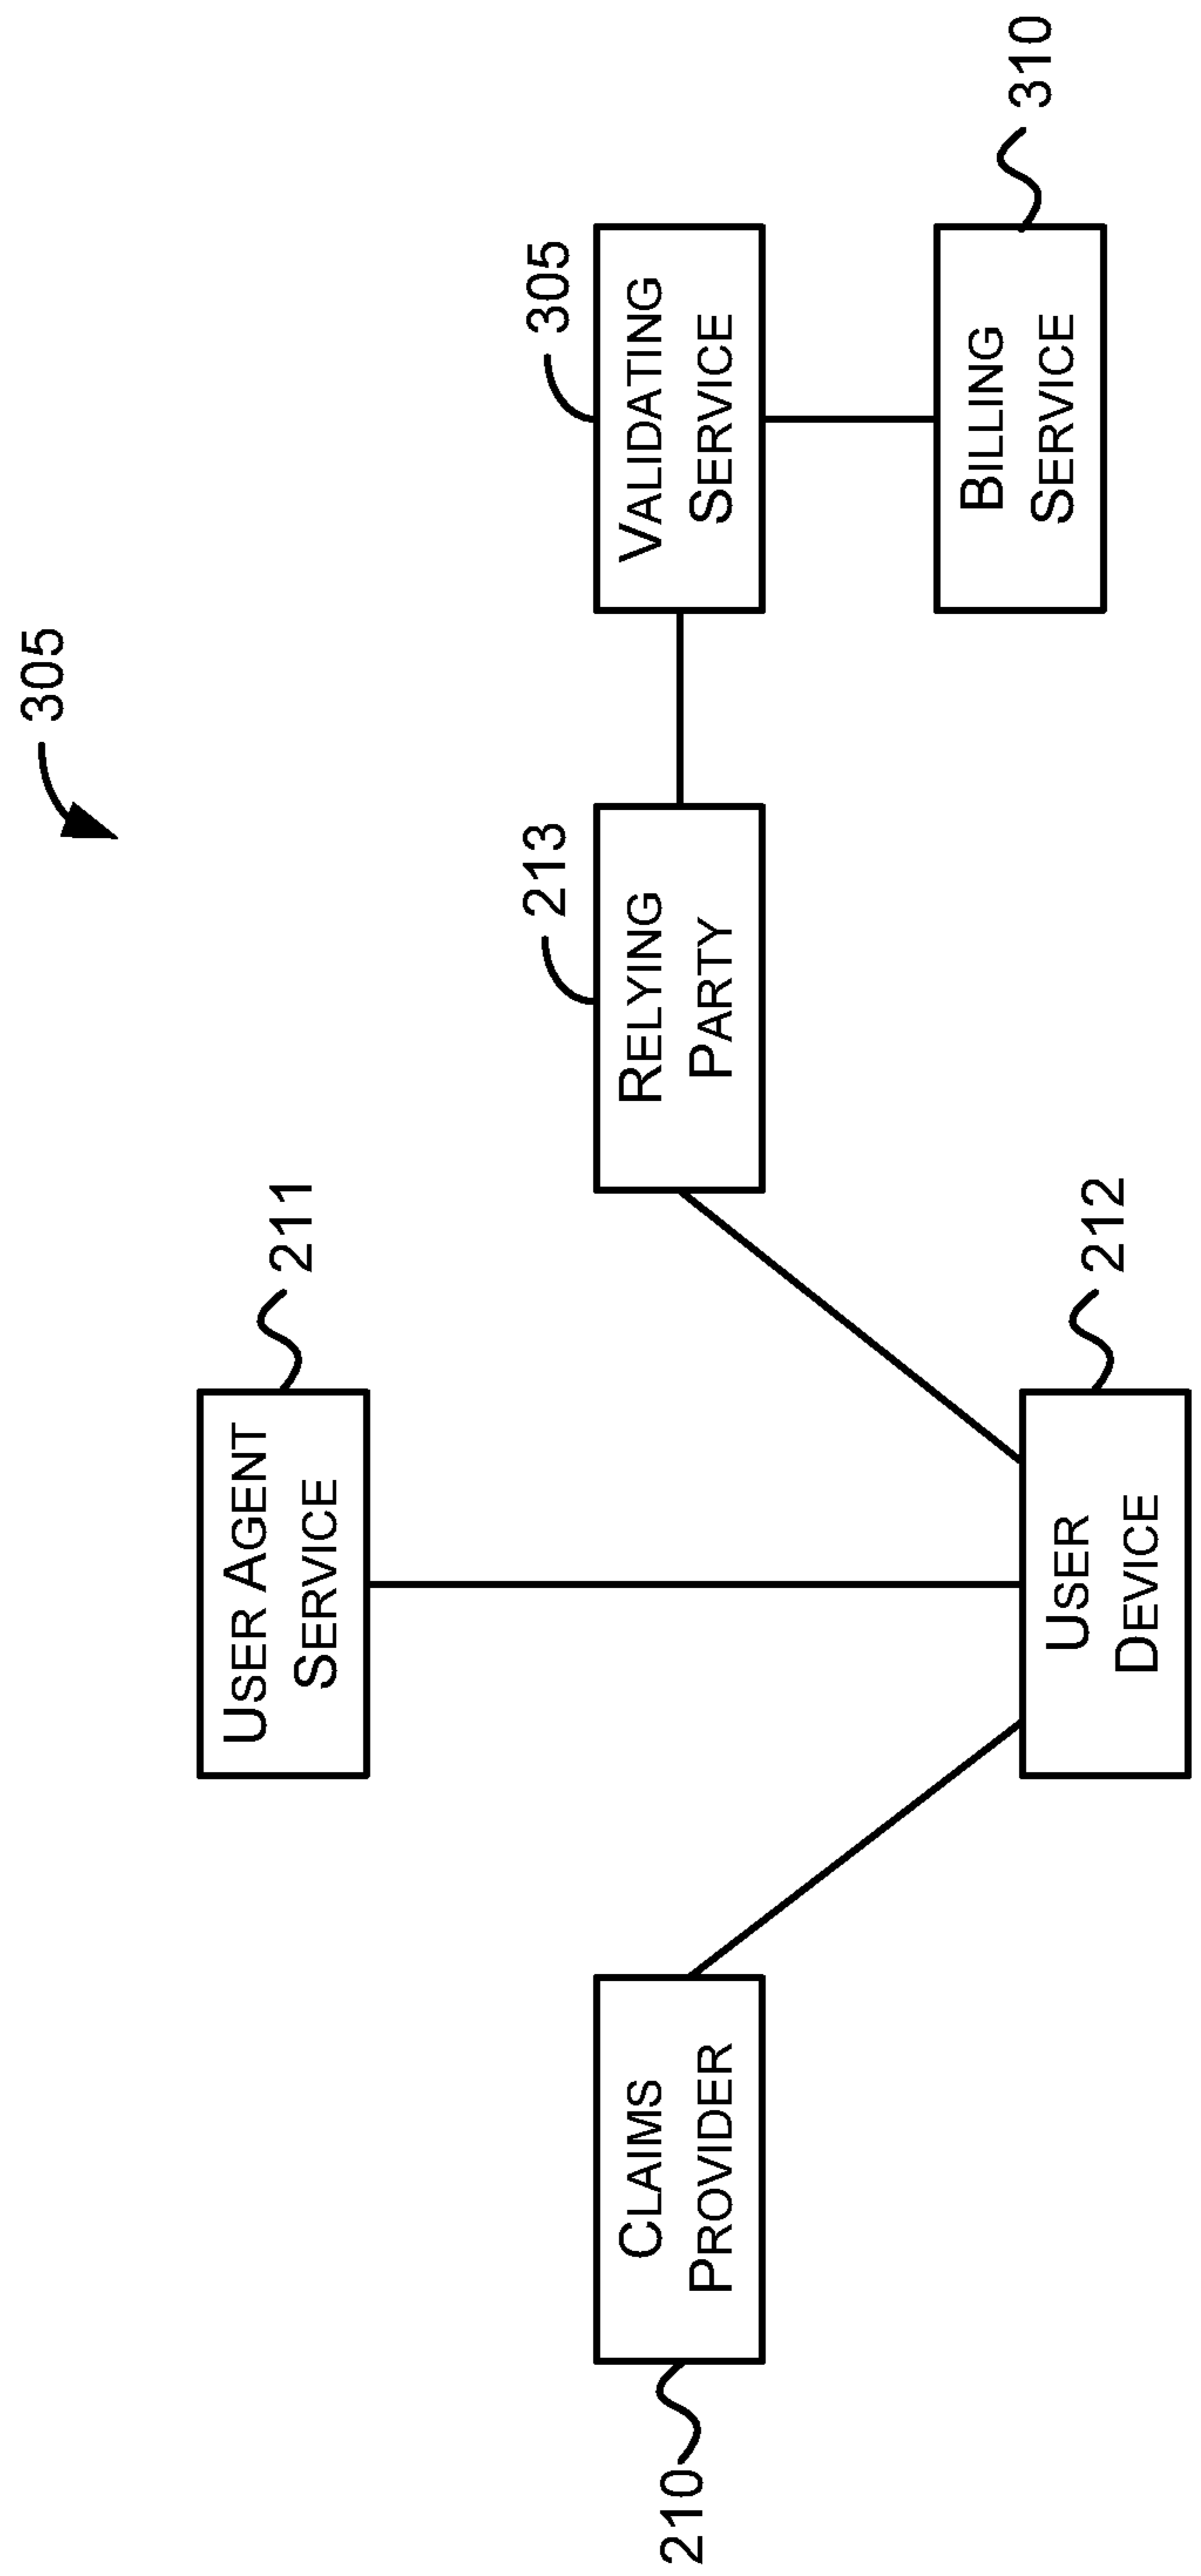 305
211
USER AGENT
SERVICE
213
305
210
CLAIMS
PROVIDER
RELYING
PARTY
VALIDATING
SERVICE
212
USER
DEVICE
310
BILLING
SERVICE